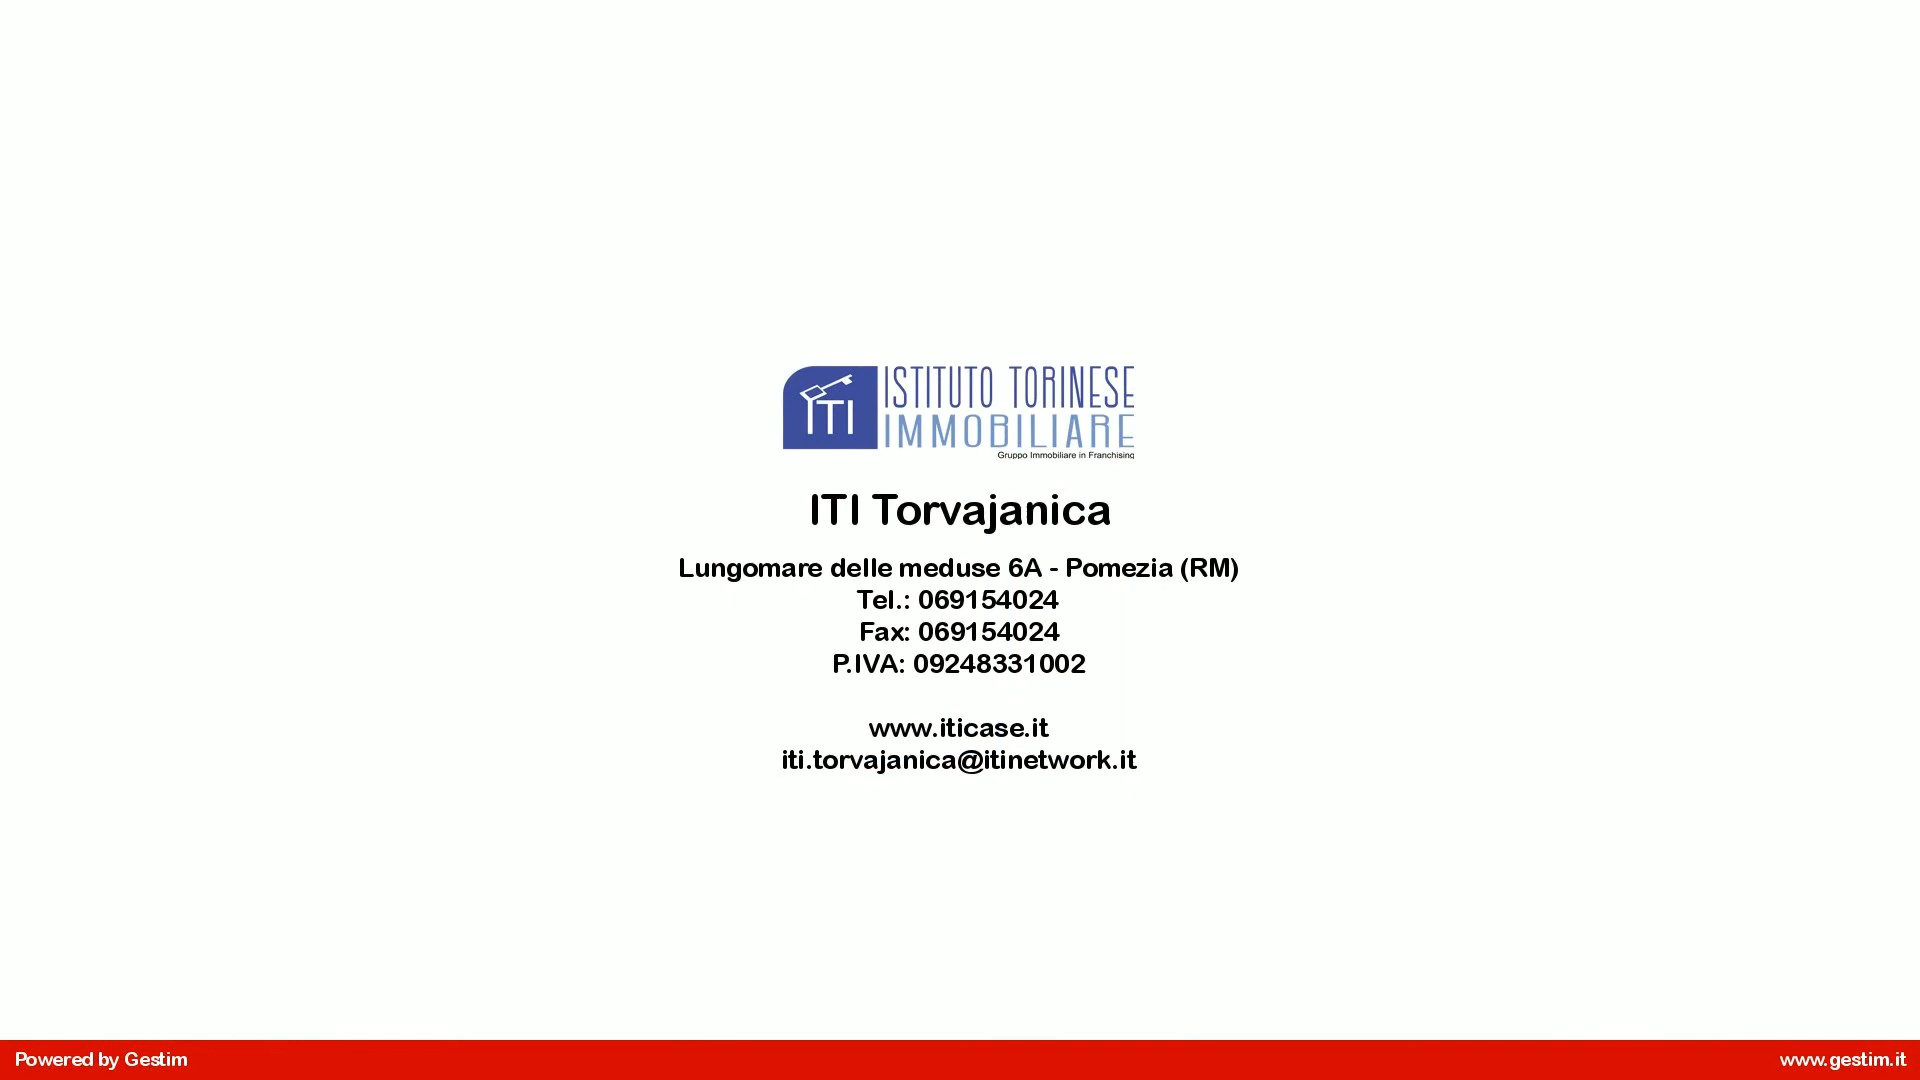 ITI
ISTITUTO TORINESE
IMMOBILIARE
Gruppo Immobiliare in Franchising
ITI Torvajanica
Lungomare delle meduse 6A - Pomezia (RM)
Tel.: 069154024
Fax: 069154024
P.IVA: 09248331002
www.iticase.it
iti.torvajanica@itinetwork.it
Powered by Gestim
www.gestim.it